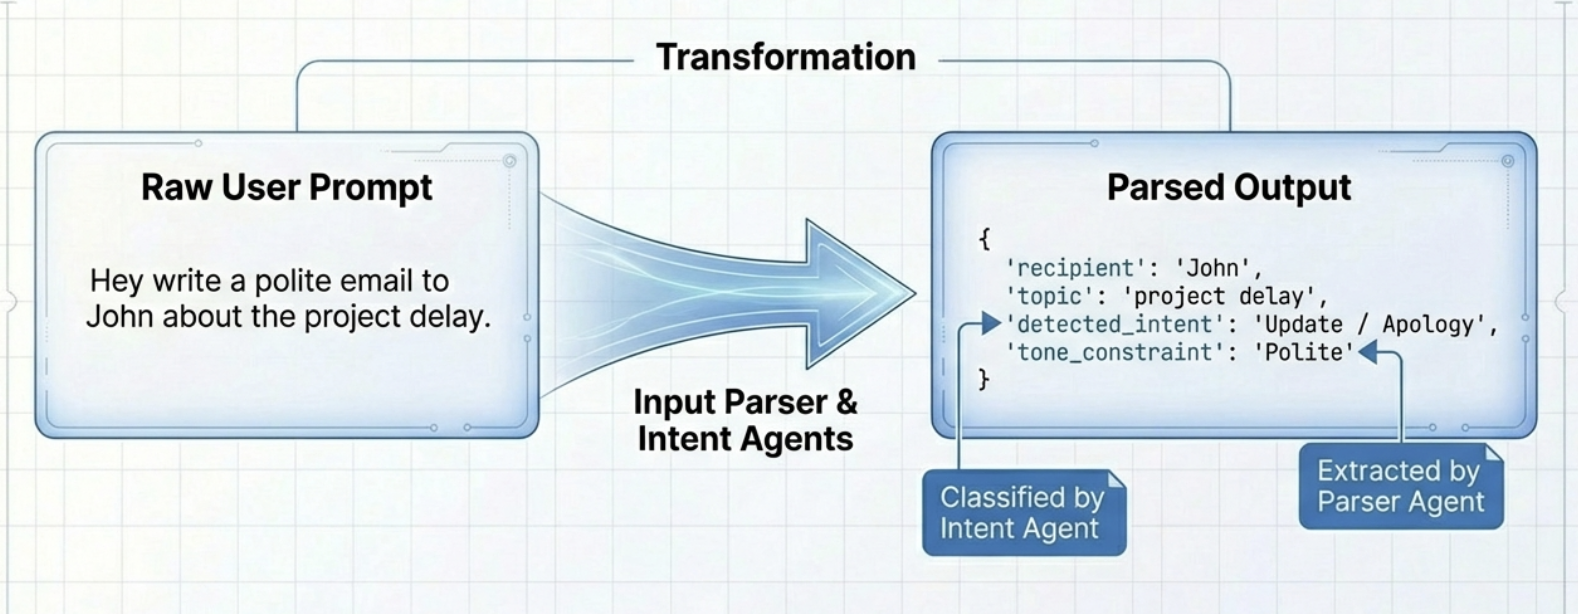 Transformation
Raw User Prompt
Hey write a polite email to
John about the project delay.
Input Parser &
Intent Agents
Parsed Output
{
'recipient': 'John',
'topic': 'project delay',
'detected_intent': 'Update / Apology',
'tone_constraint': 'Polite'
}
Classified by
Intent Agent
Extracted by
Parser Agent